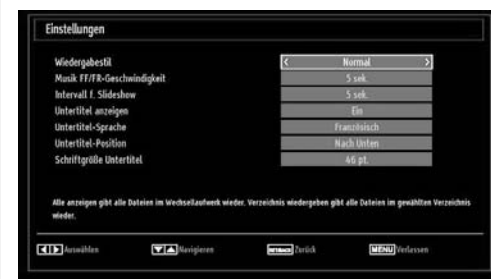 Einstellungen
Wiedergabestil < Normal >
Musik FF/FR-Geschwindigkeit 5 sek.
Intervall f. Slideshow 5 sek.
Untertitel anzeigen Ein
Untertitel-Sprache Französisch
Untertitel-Position Nach Unten
Schriftgröße Untertitel 46 pt.
Alle anzeigen gibt alle Dateien im Wechsellaufwerk wieder. Verzeichnis wiedergeben gibt alle Dateien im gewählten Verzeichnis
wieder.
Auswählen Navigieren RETURN/BACK Zurück MENU Verlassen